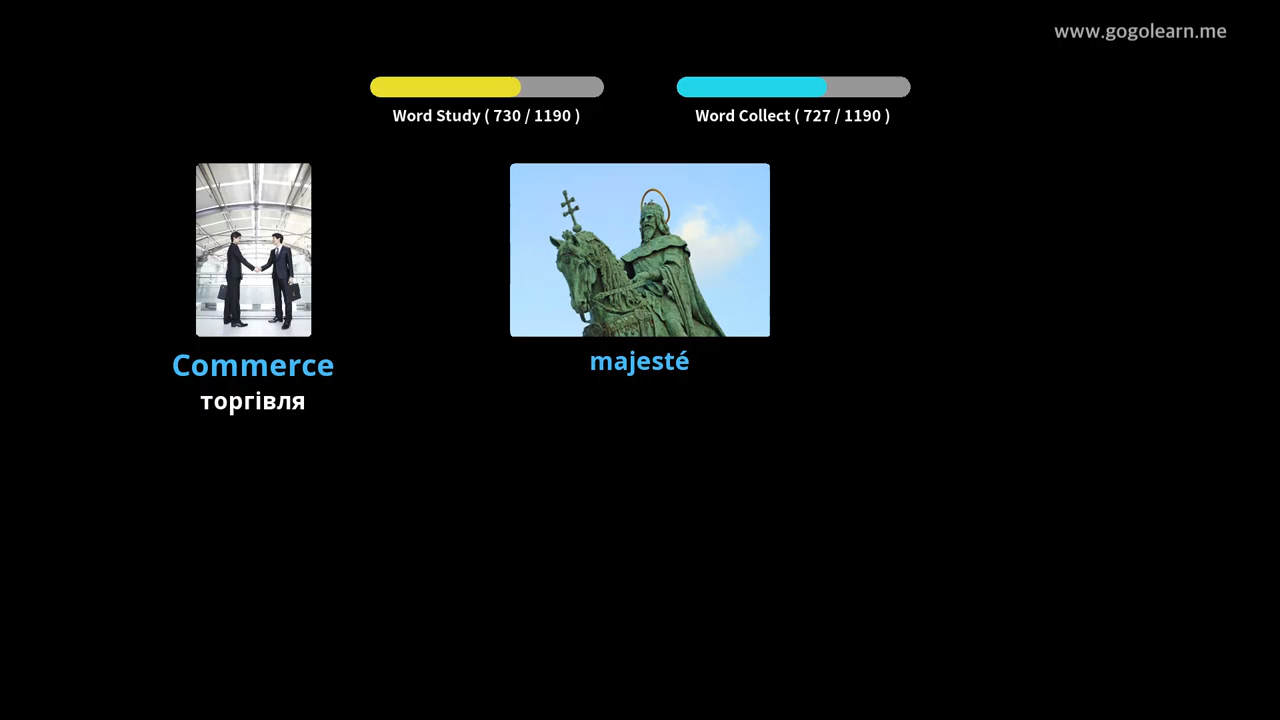 www.gogolearn.me
Word Study ( 730 / 1190 )
Word Collect ( 727 / 1190 )
Commerce
торгівля
majesté